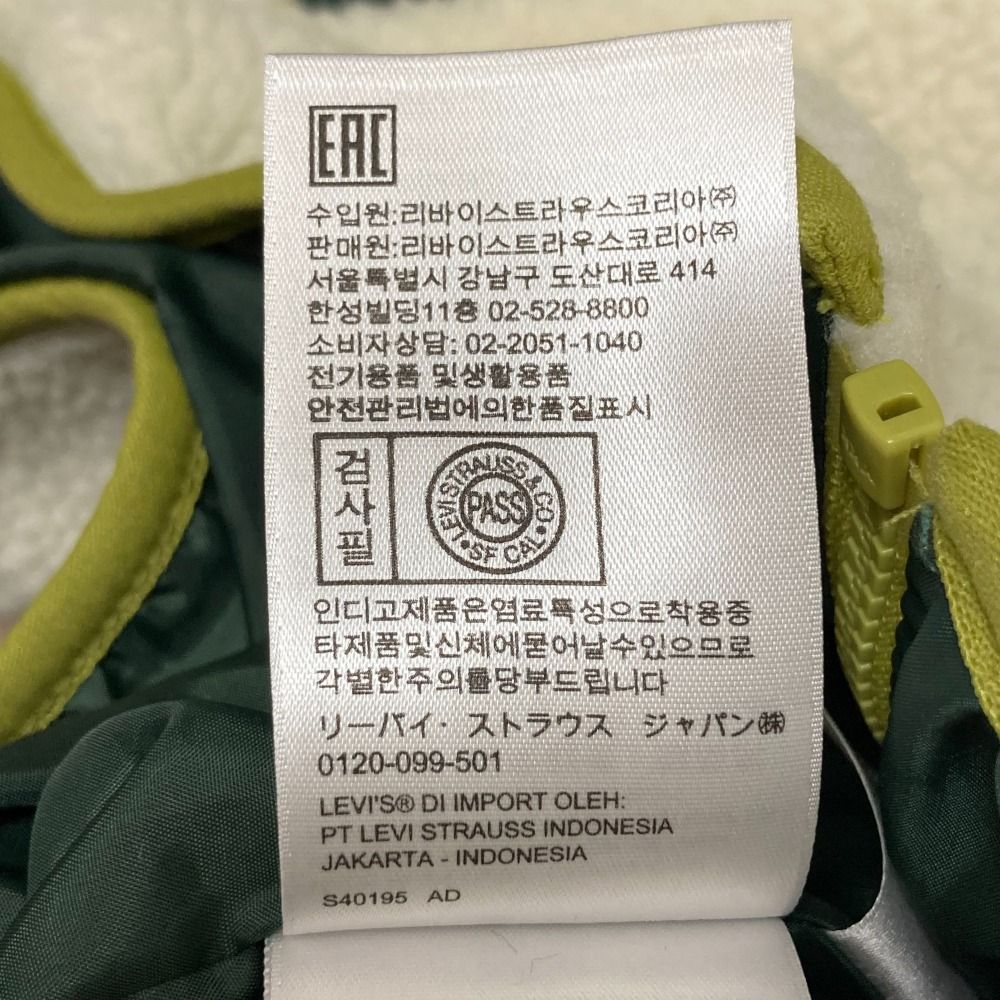 EAC
수입원:리바이스트라우스코리아㈜
판매원:리바이스트라우스코리아㈜
서울특별시 강남구 도산대로 414
한성빌딩11층 02-528-8800
소비자상담: 02-2051-1040
전기용품 및생활용품
안전관리법에의한품질표시
검사필
LEVI STRAUSS & CO
PASS
SF CAL
인디고제품은염료특성으로착용중
타제품및신체에묻어날수있으므로
각별한주의를당부드립니다
リーバイ・ストラウス ジャパン㈱
0120-099-501
LEVI'S® DI IMPORT OLEH:
PT LEVI STRAUSS INDONESIA
JAKARTA - INDONESIA
S40195 AD